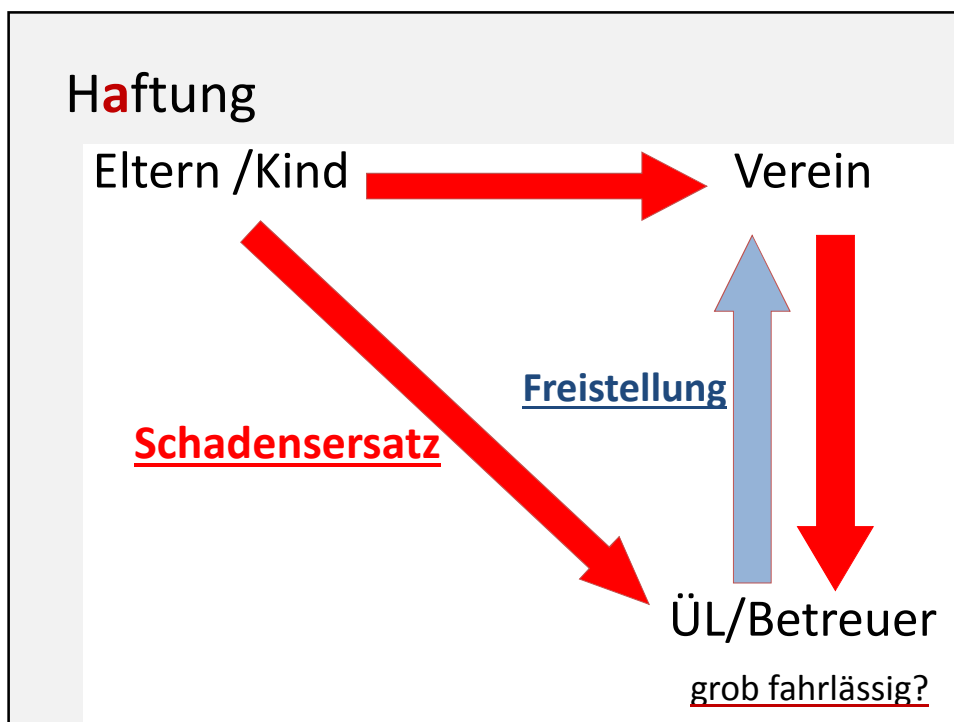 Haftung
Eltern /Kind
Verein
Freistellung
Schadensersatz
ÜL/Betreuer
grob fahrlässig?